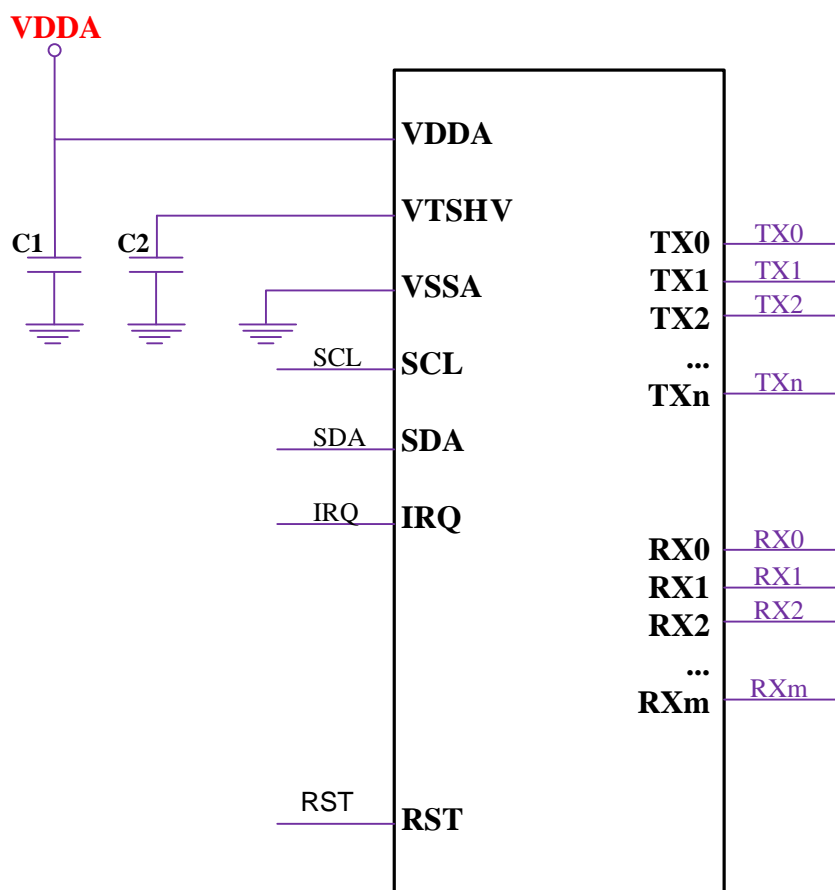 VDDA
VDDA
VTSHV
C1
C2
VSSA
SCL SCL
SDA SDA
IRQ IRQ
RST RST
TX0 TX0
TX1 TX1
TX2 TX2
...
TXn TXn
RX0 RX0
RX1 RX1
RX2 RX2
...
RXm RXm